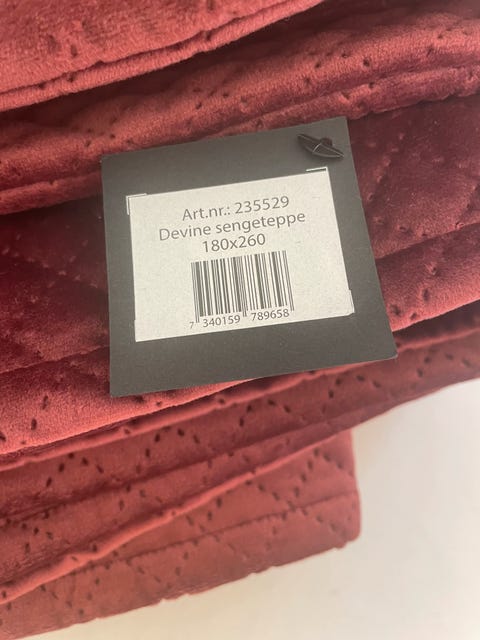 Art.nr.: 235529
Devine sengeteppe
180x260
7 340159 789658